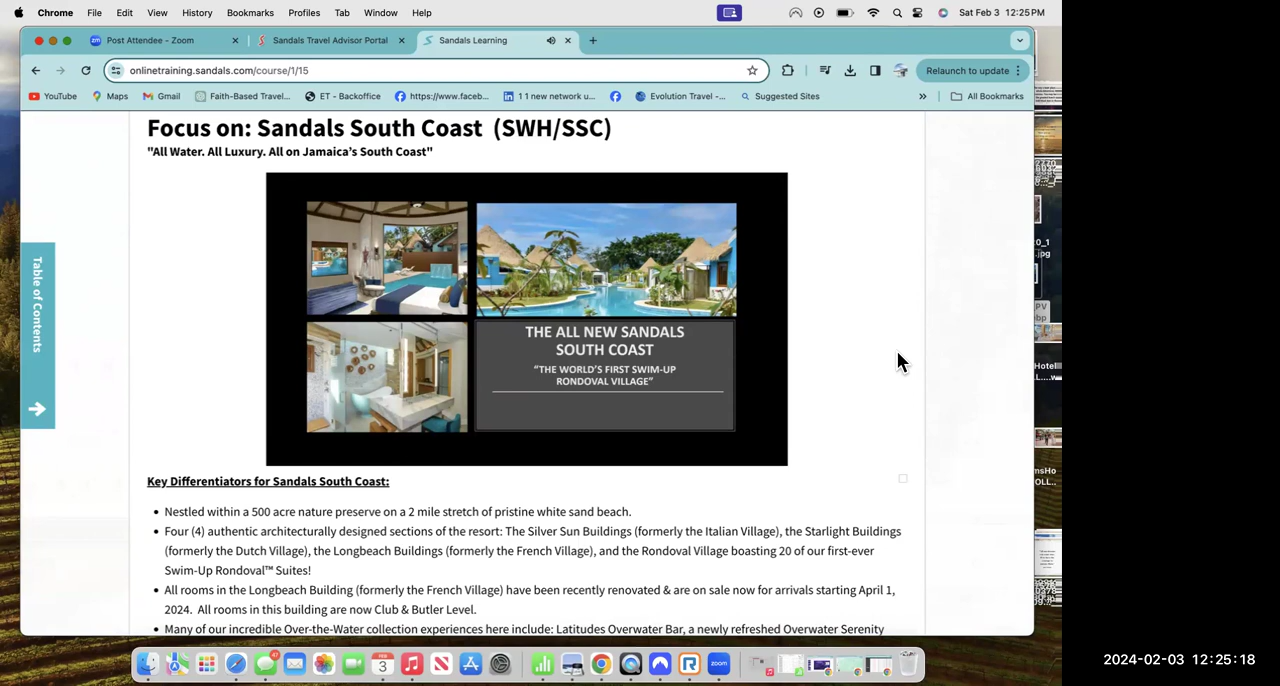 Chrome File Edit View History Bookmarks Profiles Tab Window Help Sat Feb 3 12:25PM
Post Attendee - Zoom Sandals Travel Advisor Portal Sandals Learning
onlinetraining.sandals.com/course/1/15 Relaunch to update
YouTube Maps Gmail Faith-Based Travel... ET - Backoffice https://www.faceb... 1 1 new network u... Evolution Travel -... Suggested Sites » All Bookmarks
Focus on: Sandals South Coast (SWH/SSC)
"All Water. All Luxury. All on Jamaica's South Coast"
Table of Contents
THE ALL NEW SANDALS
SOUTH COAST
"THE WORLD'S FIRST SWIM-UP
RONDOVAL VILLAGE"
Key Differentiators for Sandals South Coast:
• Nestled within a 500 acre nature preserve on a 2 mile stretch of pristine white sand beach.
• Four (4) authentic architecturally designed sections of the resort: The Silver Sun Buildings (formerly the Italian Village), the Starlight Buildings
(formerly the Dutch Village), the Longbeach Buildings (formerly the French Village), and the Rondoval Village boasting 20 of our first-ever
Swim-Up Rondoval™ Suites!
• All rooms in the Longbeach Building (formerly the French Village) have been recently renovated & are on sale now for arrivals starting April 1,
2024. All rooms in this building are now Club & Butler Level.
• Many of our incredible Over-the-Water collection experiences here include: Latitudes Overwater Bar, a newly refreshed Overwater Serenity
47
FEB
3
zoom
2024-02-03 12:25:18